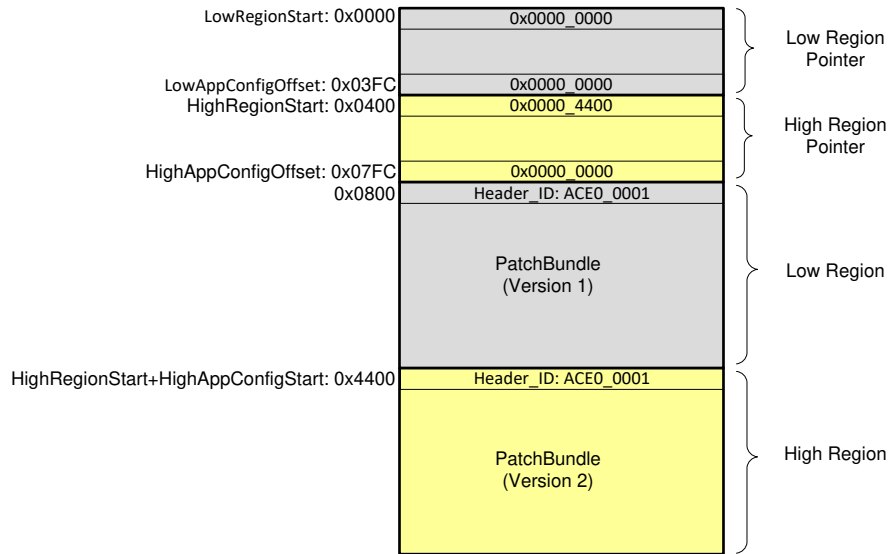 LowRegionStart: 0x0000
0x0000_0000
Low Region
Pointer
LowAppConfigOffset: 0x03FC
0x0000_0000
HighRegionStart: 0x0400
0x0000_4400
High Region
Pointer
HighAppConfigOffset: 0x07FC
0x0000_0000
0x0800
Header_ID: ACE0_0001
PatchBundle
(Version 1)
Low Region
HighRegionStart+HighAppConfigStart: 0x4400
Header_ID: ACE0_0001
PatchBundle
(Version 2)
High Region